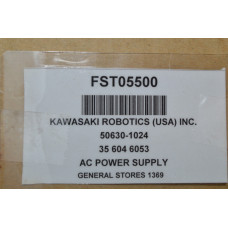 FST05500
KAWASAKI ROBOTICS (USA) INC.
50630-1024
35 604 6053
AC POWER SUPPLY
GENERAL STORES 1369